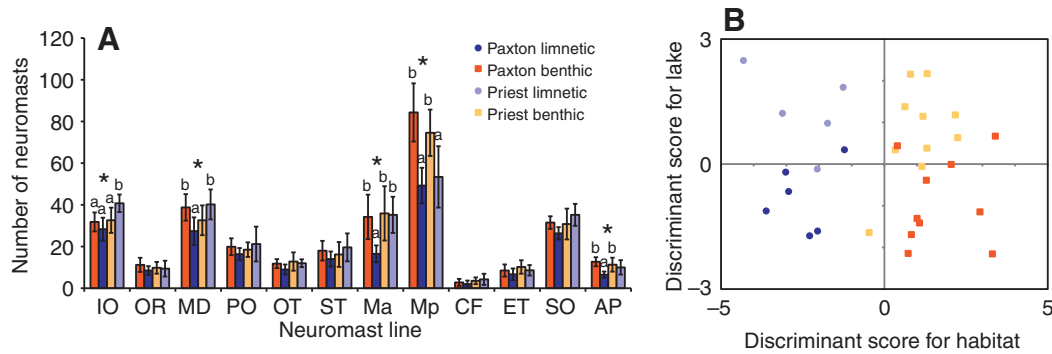 A
B
Number of neuromasts
120
100
80
60
40
20
0
Paxton limnetic
Paxton benthic
Priest limnetic
Priest benthic
a a a b *
b a a b *
b a b b *
b a b a *
b a b *
IO OR MD PO OT ST Ma Mp CF ET SO AP
Neuromast line
Discriminant score for lake
3
0
−3
−5 0 5
Discriminant score for habitat